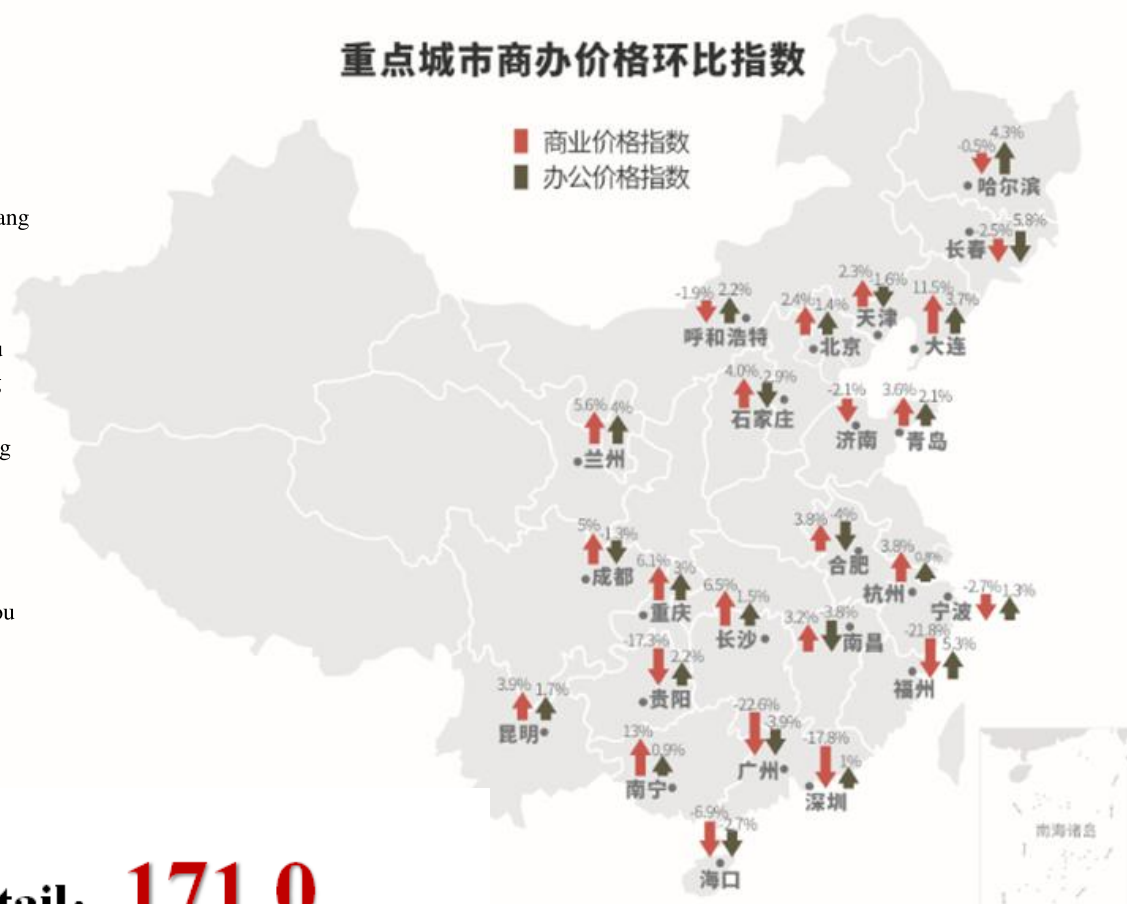 重点城市商办价格环比指数
商业价格指数
办公价格指数
4.3%
-0.5%
哈尔滨
ang
-5.8%
-2.5%
长春
2.3%
-1.6%
11.5%
3.7%
-1.9%
2.2%
2.4%
1.4%
天津
呼和浩特
北京
大连
4.0%
-2.9%
-2.1%
3.6%
2.1%
石家庄
济南
青岛
5.6%
4%
g
兰州
3.8%
-4%
5%
-1.3%
合肥
3.8%
0.8%
6.1%
3%
成都
6.5%
1.5%
杭州
-2.7%
1.3%
重庆
宁波
ou
3.2%
-3.8%
长沙
南昌
-21.8%
5.3%
-17.3%
2.2%
福州
3.9%
1.7%
贵阳
昆明
-22.6%
-3.9%
13%
0.9%
-17.8%
1%
广州
南宁
深圳
-6.9%
-2.7%
南海诸岛
海口
tail: 171.0